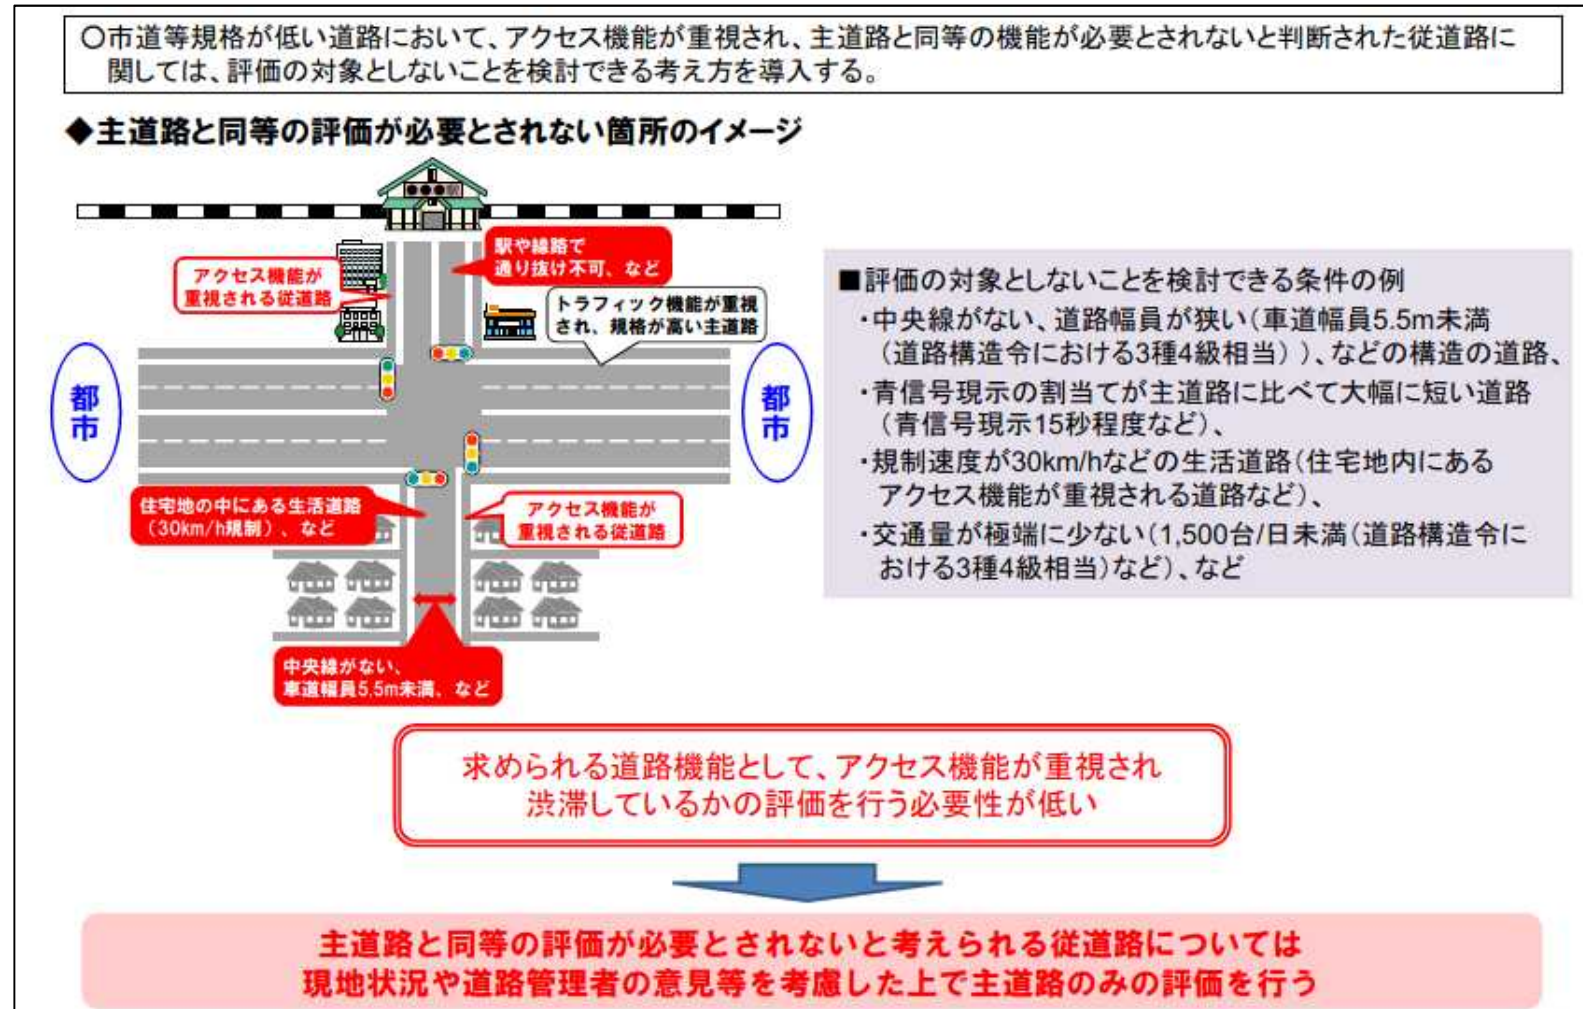 〇市道等規格が低い道路において、アクセス機能が重視され、主道路と同等の機能が必要とされないと判断された従道路に
関しては、評価の対象としないことを検討できる考え方を導入する。
◆主道路と同等の評価が必要とされない箇所のイメージ
●●●駅
駅や線路で
通り抜け不可、など
アクセス機能が
重視される従道路
トラフィック機能が重視
され、規格が高い主道路
都市
都市
住宅地の中にある生活道路
（30km/h規制）、など
アクセス機能が
重視される従道路
中央線がない、
車道幅員5.5m未満、など
■評価の対象としないことを検討できる条件の例
・中央線がない、道路幅員が狭い（車道幅員5.5m未満
（道路構造令における3種4級相当））、などの構造の道路、
・青信号現示の割当てが主道路に比べて大幅に短い道路
（青信号現示15秒程度など）、
・規制速度が30km/hなどの生活道路（住宅地内にある
アクセス機能が重視される道路など）、
・交通量が極端に少ない（1,500台/日未満（道路構造令に
おける3種4級相当）など）、など
求められる道路機能として、アクセス機能が重視され
渋滞しているかの評価を行う必要性が低い
主道路と同等の評価が必要とされないと考えられる従道路については
現地状況や道路管理者の意見等を考慮した上で主道路のみの評価を行う